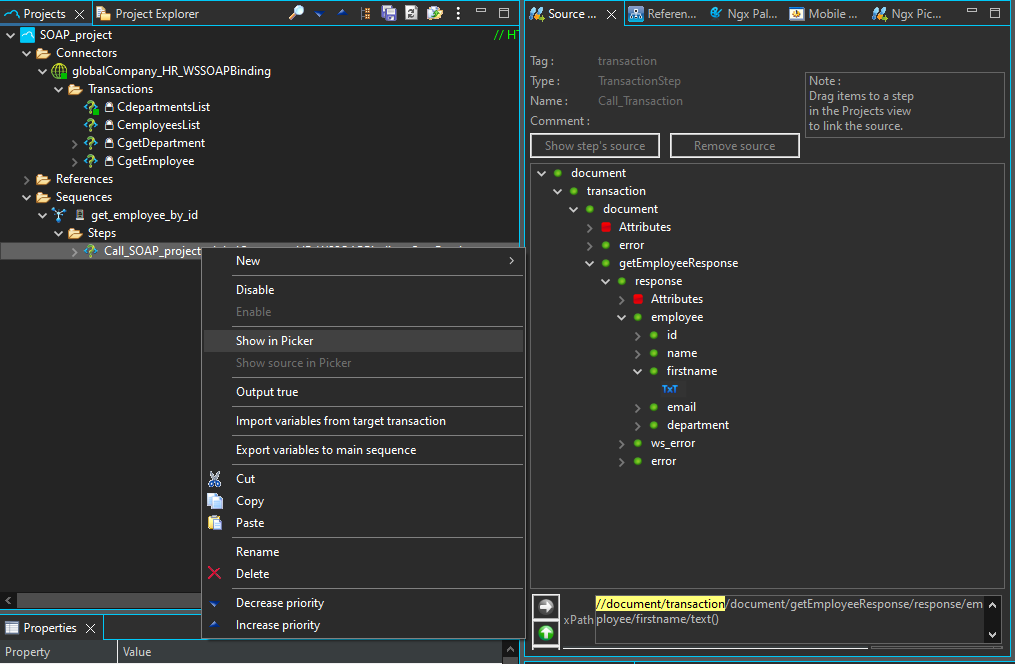 Projects
Project Explorer
SOAP_project
// H
Connectors
globalCompany_HR_WSSOAPBinding
Transactions
CdepartmentsList
CemployeesList
CgetDepartment
CgetEmployee
References
Sequences
get_employee_by_id
Steps
Call_SOAP_project
New
Disable
Enable
Show in Picker
Show source in Picker
Output true
Import variables from target transaction
Export variables to main sequence
Cut
Copy
Paste
Rename
Delete
Decrease priority
Increase priority
Properties
Property
Value
Source ...
Referen...
Ngx Pal...
Mobile ...
Ngx Pic...
Tag :
transaction
Type :
TransactionStep
Name :
Call_Transaction
Comment :
Note :
Drag items to a step
in the Projects view
to link the source.
Show step's source
Remove source
document
transaction
document
Attributes
error
getEmployeeResponse
response
Attributes
employee
id
name
firstname
TxT
email
department
ws_error
error
xPath
//document/transaction/document/getEmployeeResponse/response/em
ployee/firstname/text()